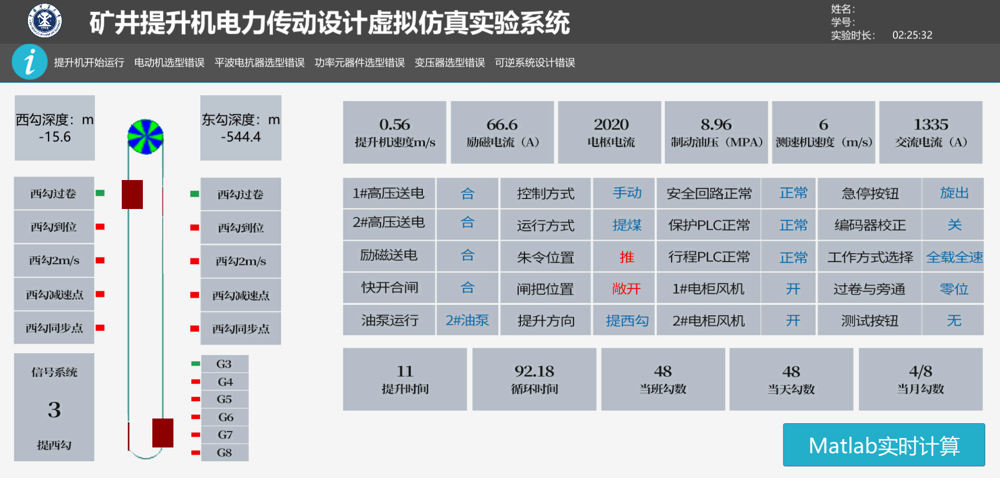 矿井提升机电力传动设计虚拟仿真实验系统
姓名:
学号:
实验时长: 02:25:32
提升机开始运行 电动机选型错误 平波电抗器选型错误 功率元器件选型错误 变压器选型错误 可逆系统设计错误
西勾深度: m
-15.6
东勾深度: m
-544.4
西勾过卷
西勾到位
西勾2m/s
西勾减速点
西勾同步点
西勾过卷
西勾到位
西勾2m/s
西勾减速点
西勾同步点
信号系统
3
提西勾
G3
G4
G5
G6
G7
G8
0.56
提升机速度m/s
66.6
励磁电流（A）
2020
电枢电流
8.96
制动油压（MPA）
6
测速机速度（m/s）
1335
交流电流（A）
1#高压送电 合 控制方式 手动 安全回路正常 正常 急停按钮 旋出
2#高压送电 合 运行方式 提煤 保护PLC正常 正常 编码器校正 关
励磁送电 合 朱令位置 推 行程PLC正常 正常 工作方式选择 全载全速
快开合闸 合 闸把位置 敞开 1#电柜风机 开 过卷与旁通 零位
油泵运行 2#油泵 提升方向 提西勾 2#电柜风机 开 测试按钮 无
11
提升时间
92.18
循环时间
48
当班勾数
48
当天勾数
4/8
当月勾数
Matlab实时计算